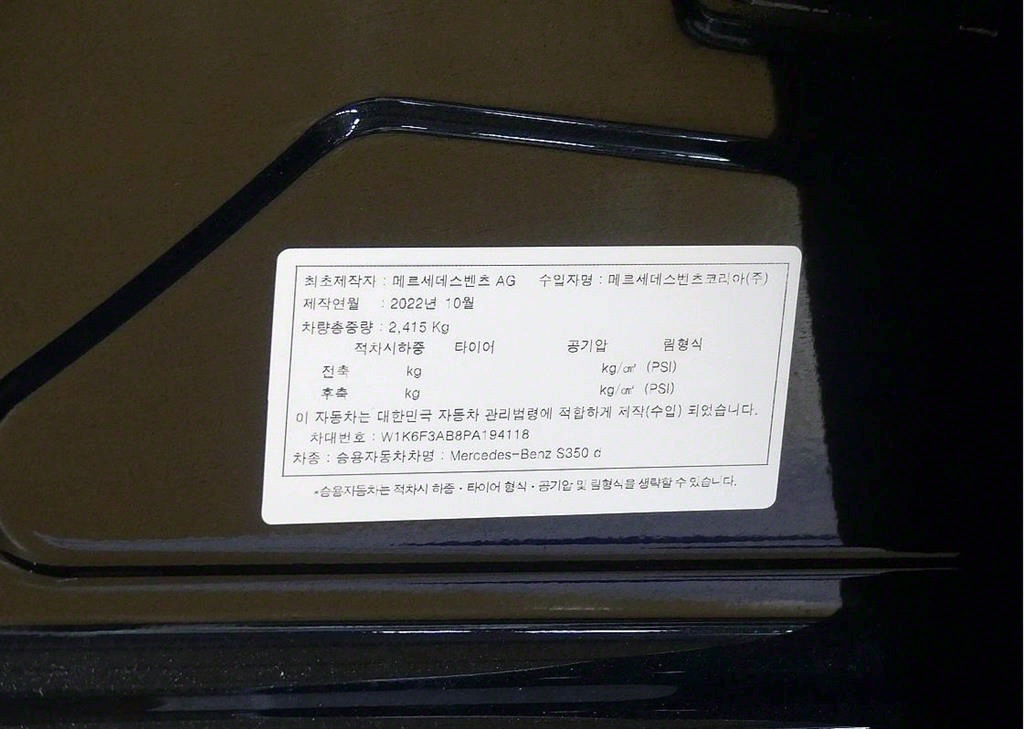 최초제작자 : 메르세데스벤츠 AG 수입자명 : 메르세데스벤츠코리아(주)
제작연월 : 2022년 10월
차량총중량 : 2,415 Kg
적차시하중 타이어 공기압 림형식
전축 kg kg/㎠ (PSI)
후축 kg kg/㎠ (PSI)
이 자동차는 대한민국 자동차 관리법령에 적합하게 제작(수입) 되었습니다.
차대번호 : W1K6F3AB8PA194118
차종 : 승용자동차차명 : Mercedes-Benz S350 d
*승용자동차는 적차시 하중·타이어 형식·공기압 및 림형식을 생략할 수 있습니다.